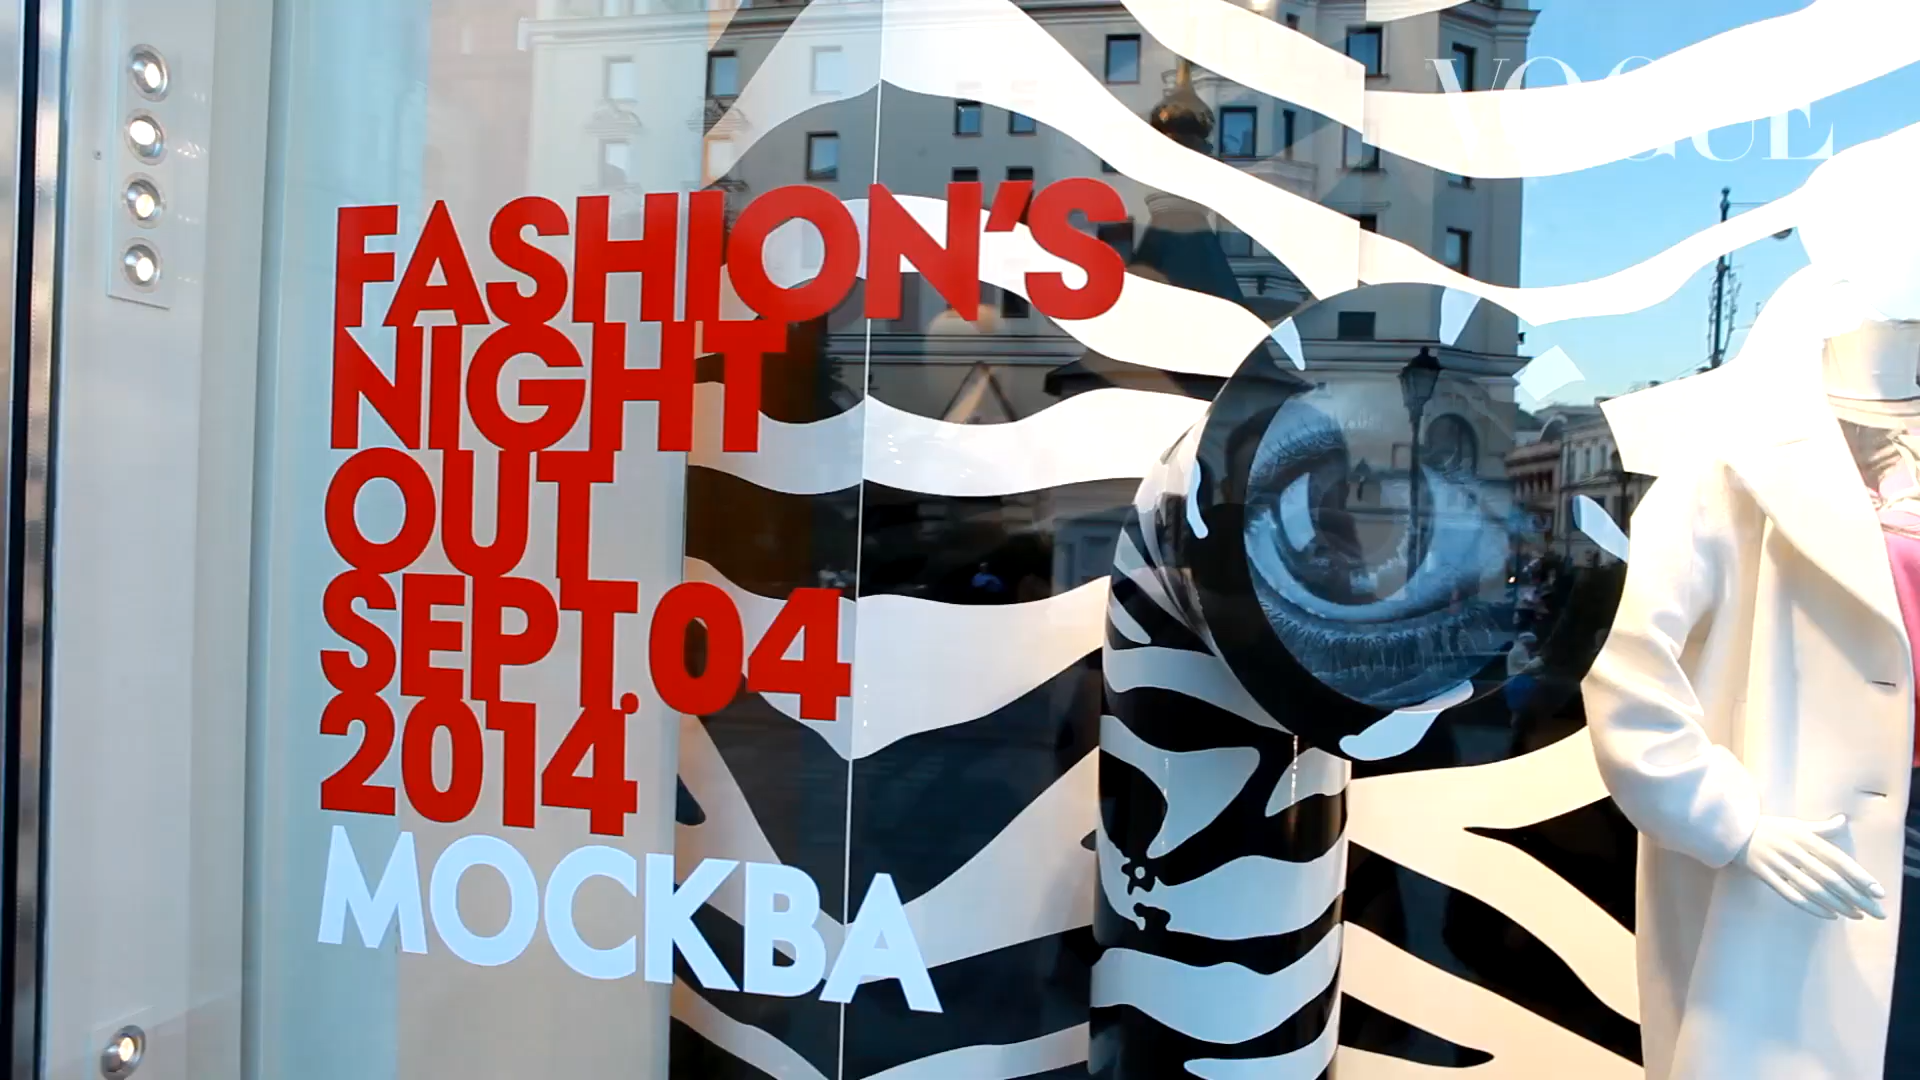 VOGUE
FASHION'S
NIGHT
OUT
SEPT.04
2014
МОСКВА